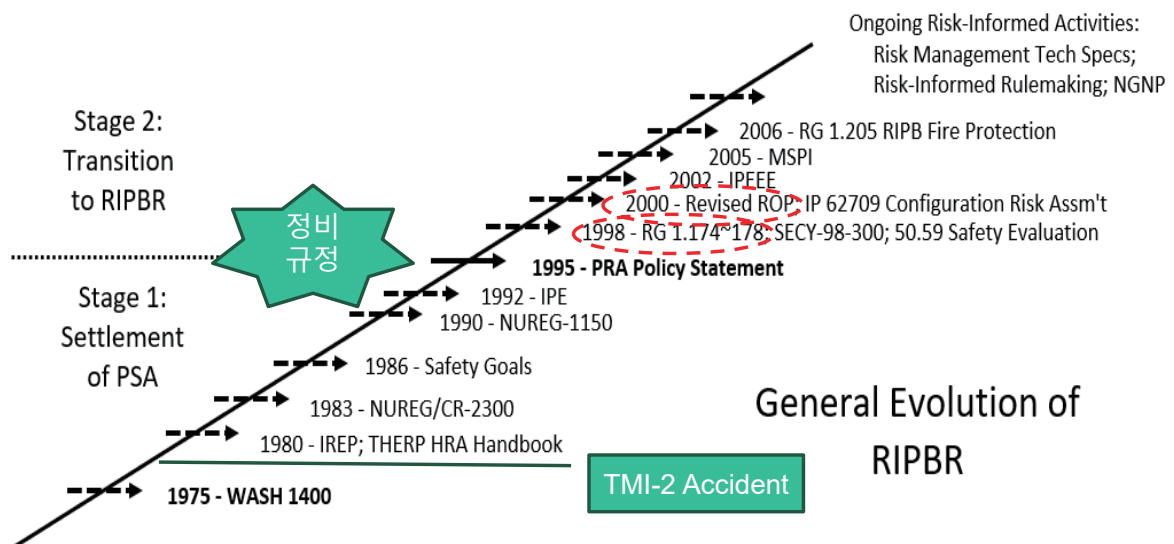 Ongoing Risk-Informed Activities:
Risk Management Tech Specs;
Risk-Informed Rulemaking; NGNP
2006 - RG 1.205 RIPB Fire Protection
2005 - MSPI
2002 - IPEEE
2000 - Revised ROP; IP 62709 Configuration Risk Assm't
1998 - RG 1.174~178; SECY-98-300; 50.59 Safety Evaluation
1995 - PRA Policy Statement
1992 - IPE
1990 - NUREG-1150
1986 - Safety Goals
1983 - NUREG/CR-2300
1980 - IREP; THERP HRA Handbook
1975 - WASH 1400
Stage 2:
Transition
to RIPBR
정비
규정
Stage 1:
Settlement
of PSA
General Evolution of
RIPBR
TMI-2 Accident